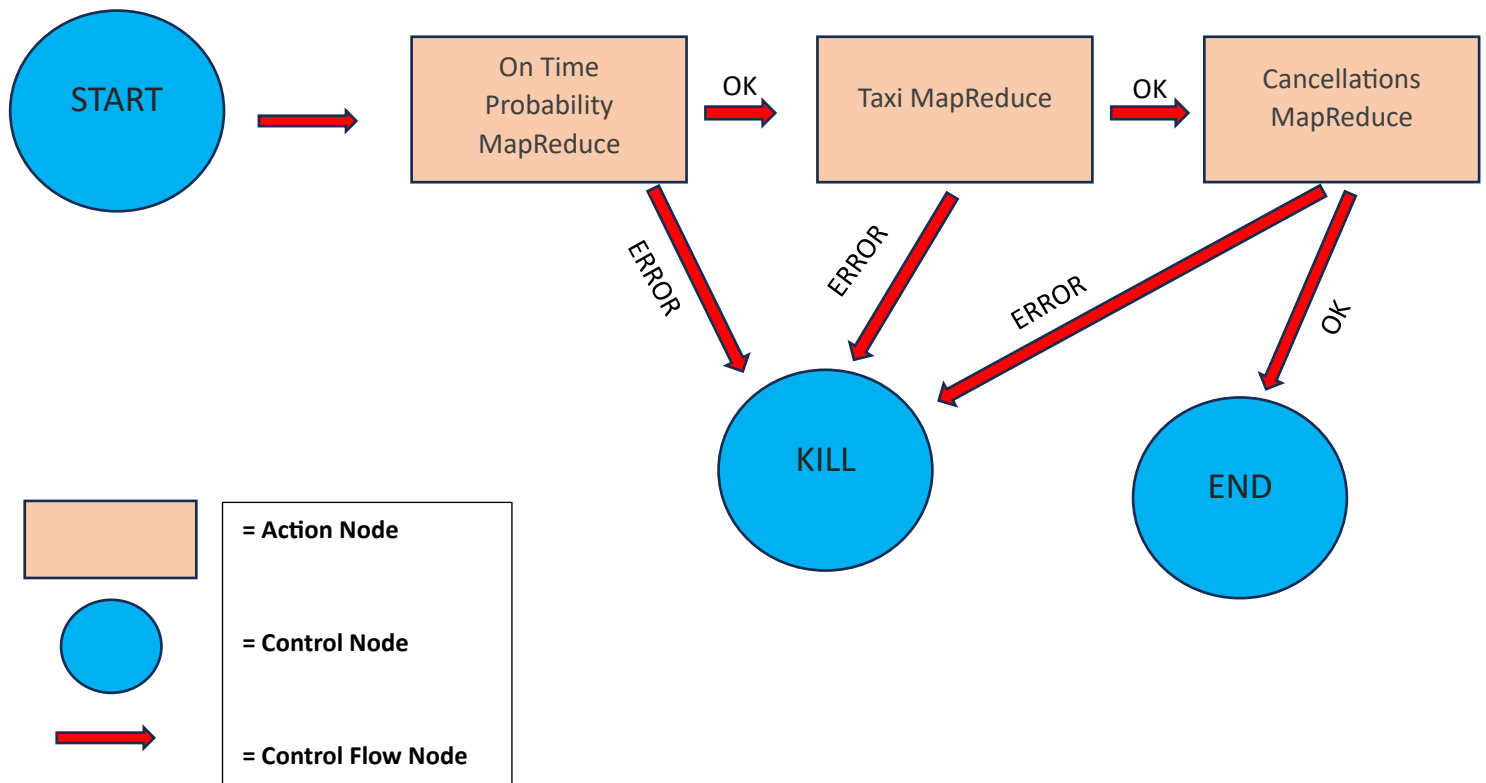 START
On Time
Probability
MapReduce
OK
Taxi MapReduce
OK
Cancellations
MapReduce
ERROR
ERROR
ERROR
OK
KILL
END
= Action Node
= Control Node
= Control Flow Node